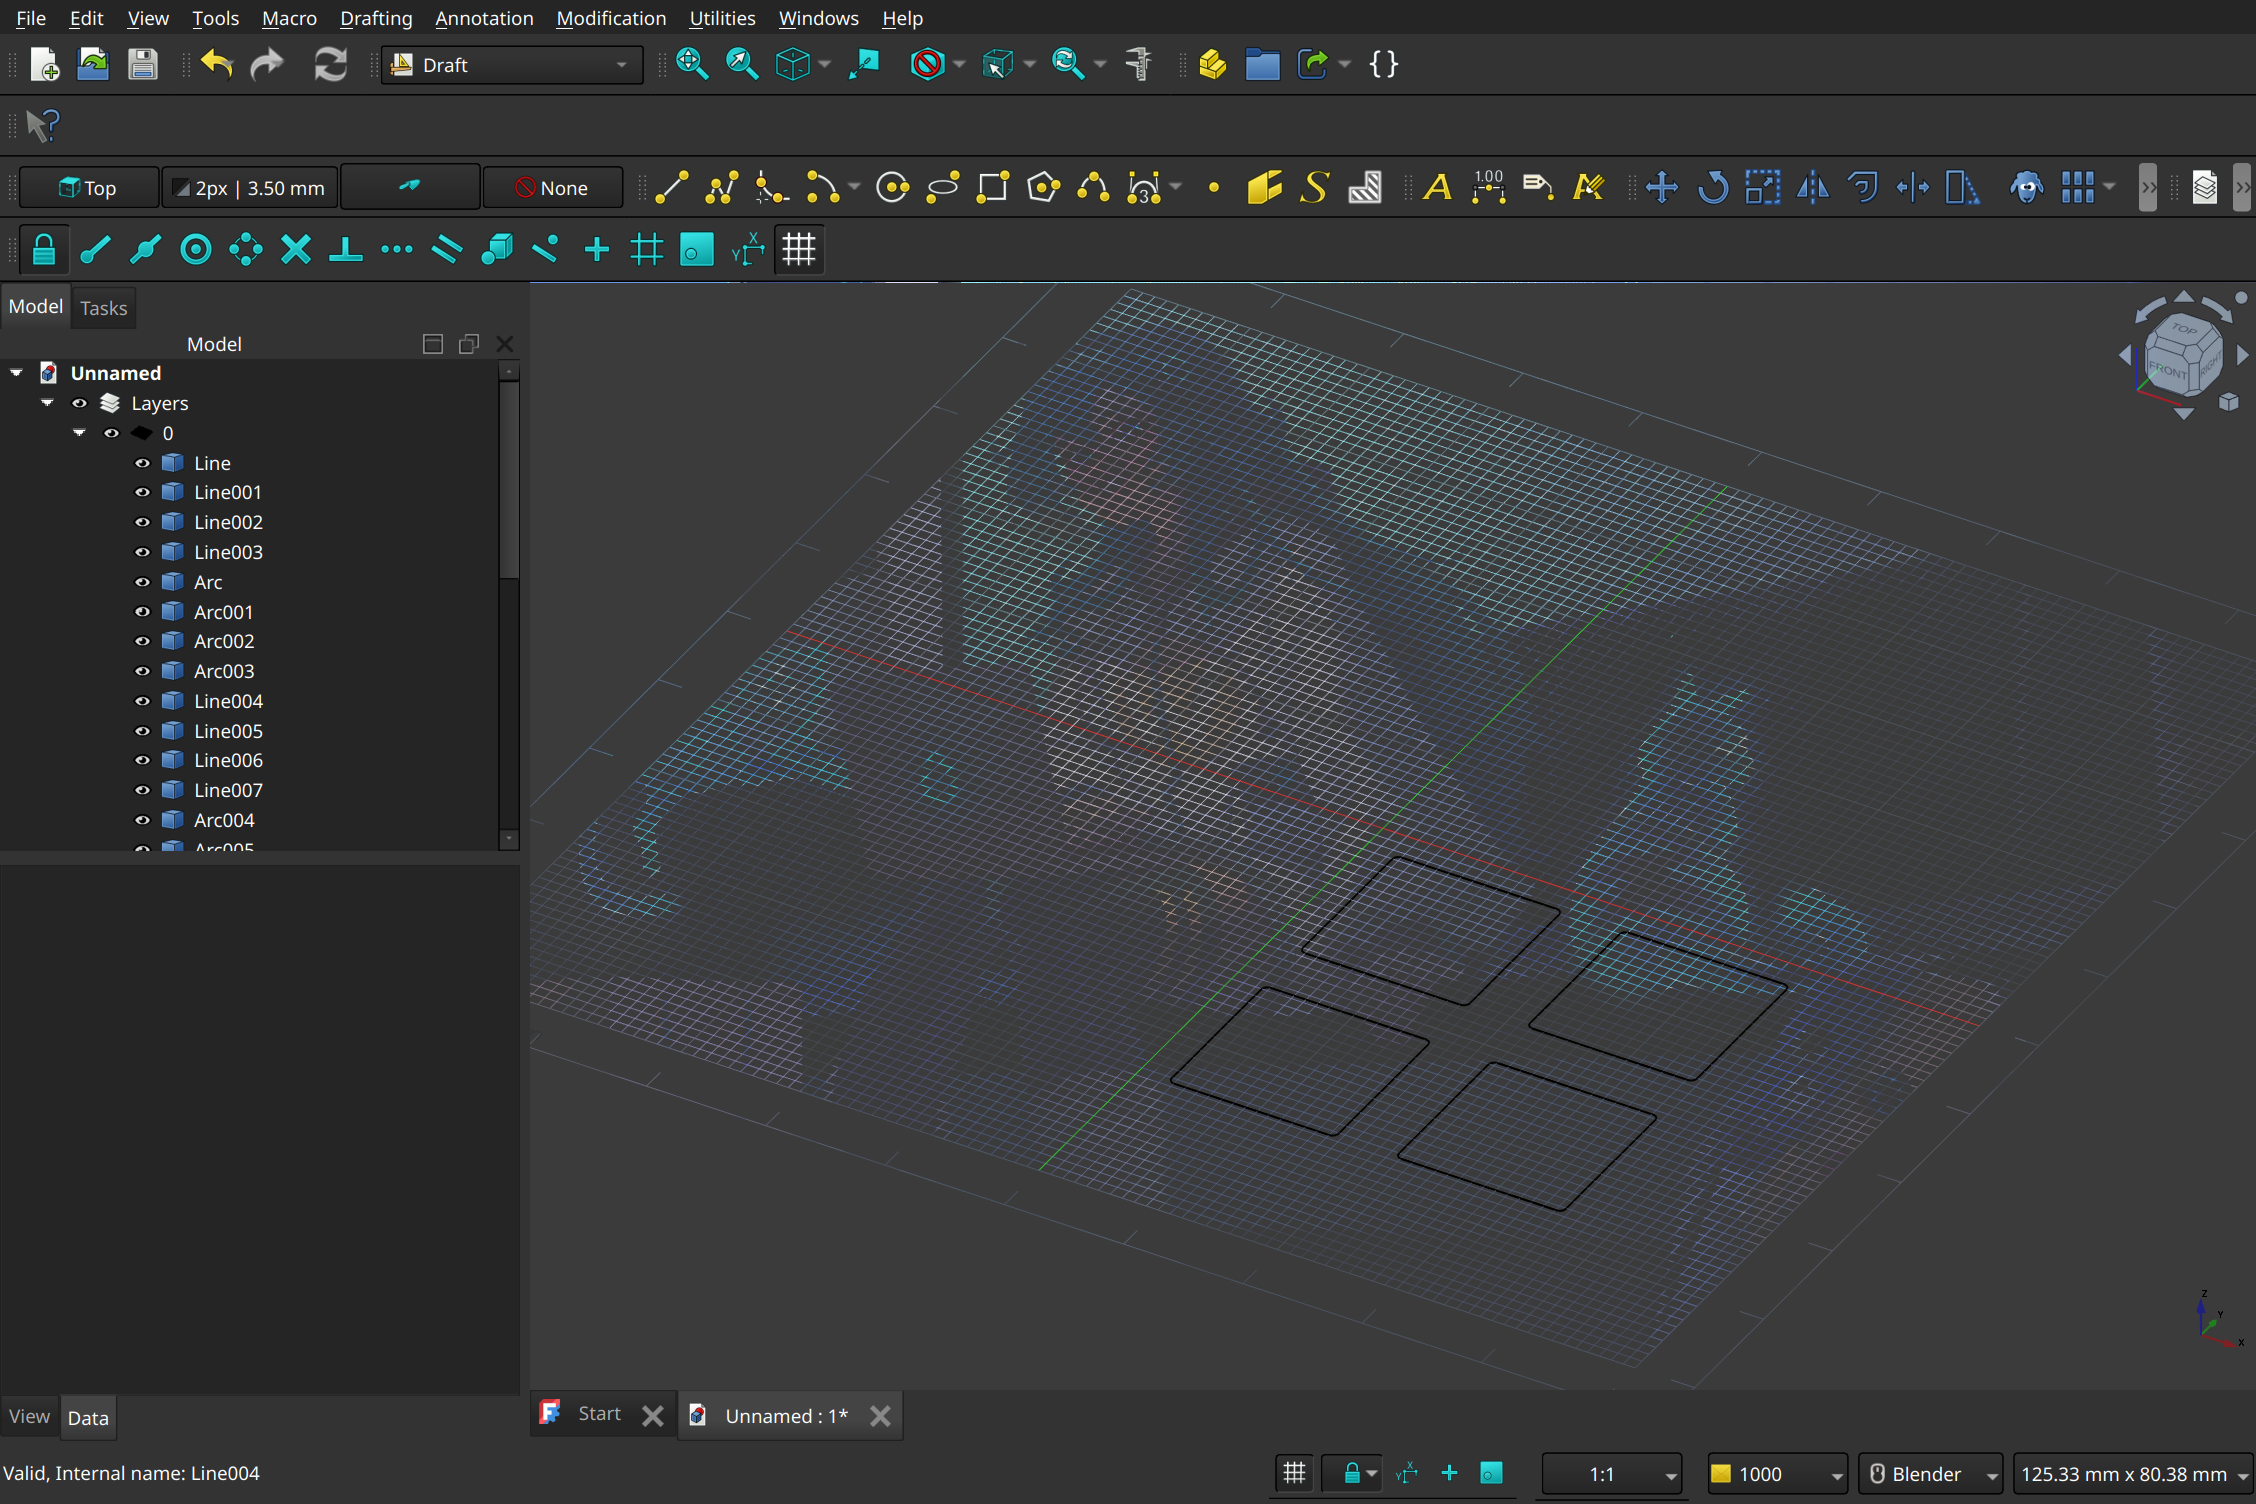 File Edit View Tools Macro Drafting Annotation Modification Utilities Windows Help
Draft
Top 2px | 3.50 mm None
1.00
Model Tasks
Model
Unnamed
Layers
0
Line
Line001
Line002
Line003
Arc
Arc001
Arc002
Arc003
Line004
Line005
Line006
Line007
Arc004
Arc005
TOP
FRONT
RIGHT
Z
Y
X
View Data
Start Unnamed : 1*
Valid, Internal name: Line004
1:1 1000 Blender 125.33 mm x 80.38 mm